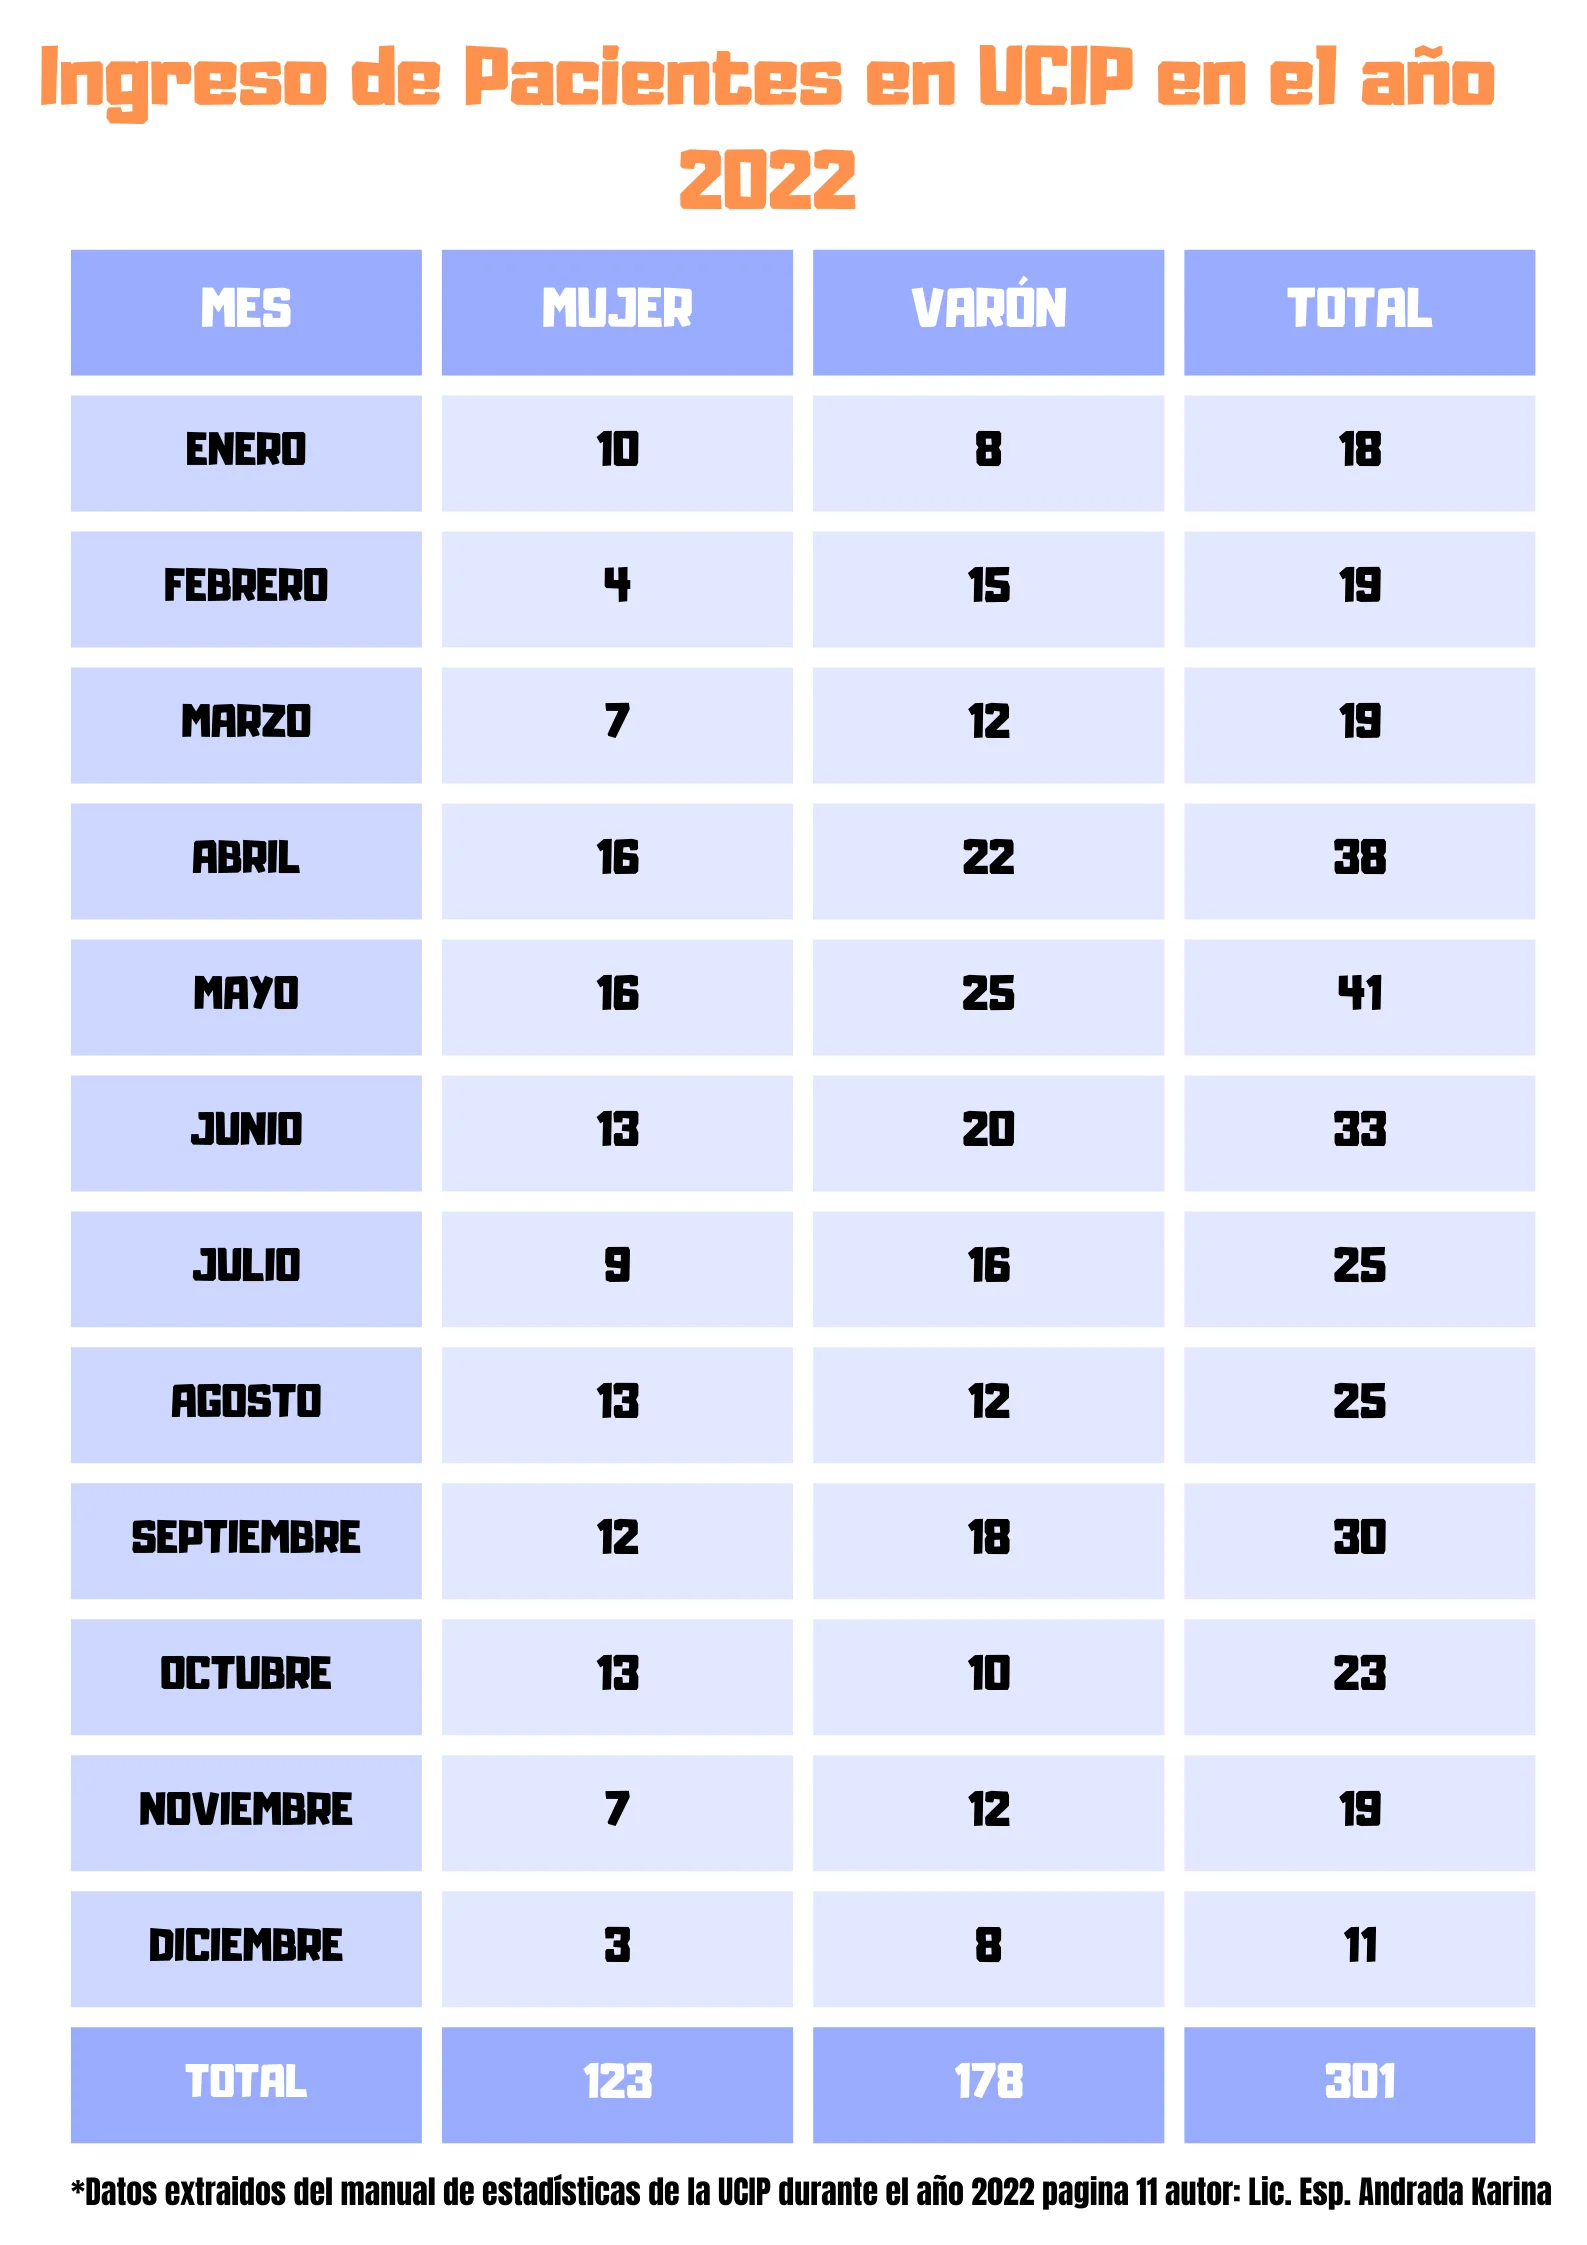 Ingreso de Pacientes en UCIP en el año
2022
MES MUJER VARÓN TOTAL
ENERO 10 8 18
FEBRERO 4 15 19
MARZO 7 12 19
ABRIL 16 22 38
MAYO 16 25 41
JUNIO 13 20 33
JULIO 9 16 25
AGOSTO 13 12 25
SEPTIEMBRE 12 18 30
OCTUBRE 13 10 23
NOVIEMBRE 7 12 19
DICIEMBRE 3 8 11
TOTAL 123 178 301
*Datos extraidos del manual de estadísticas de la UCIP durante el año 2022 pagina 11 autor: Lic. Esp. Andrada Karina